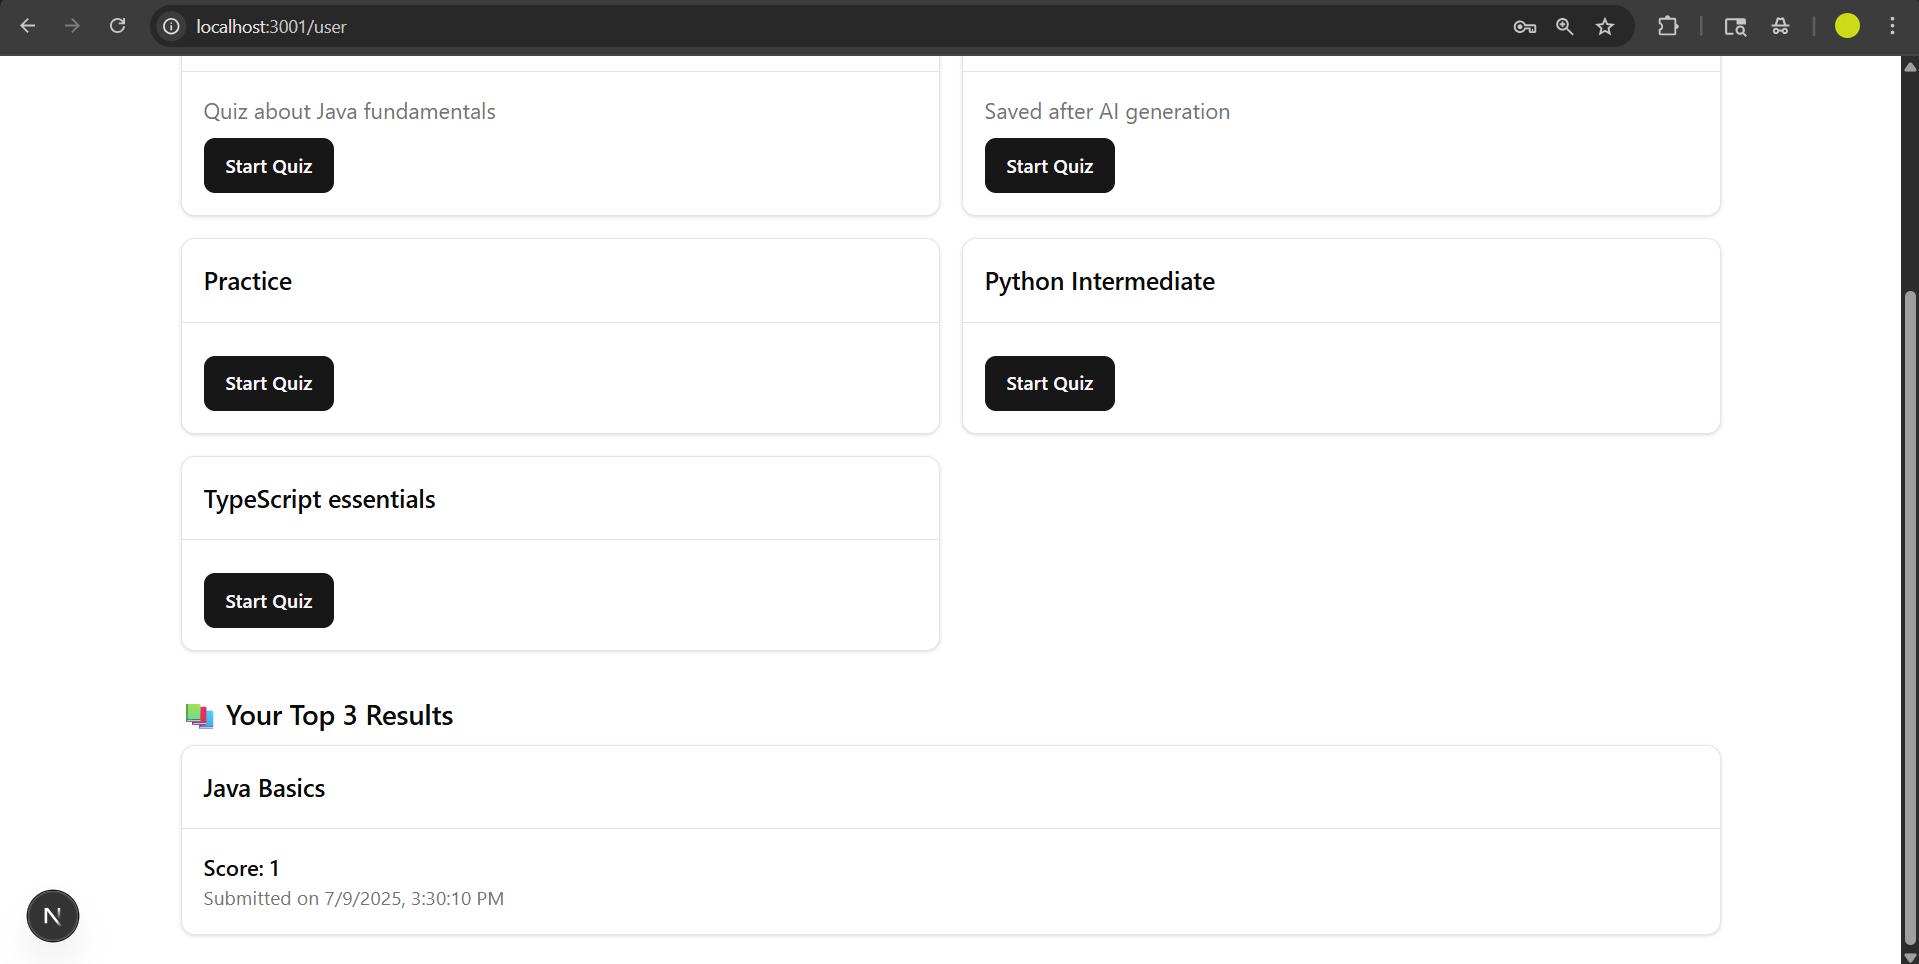 localhost:3001/user
Quiz about Java fundamentals
Start Quiz
Saved after AI generation
Start Quiz
Practice
Start Quiz
Python Intermediate
Start Quiz
TypeScript essentials
Start Quiz
📚 Your Top 3 Results
Java Basics
Score: 1
Submitted on 7/9/2025, 3:30:10 PM
N